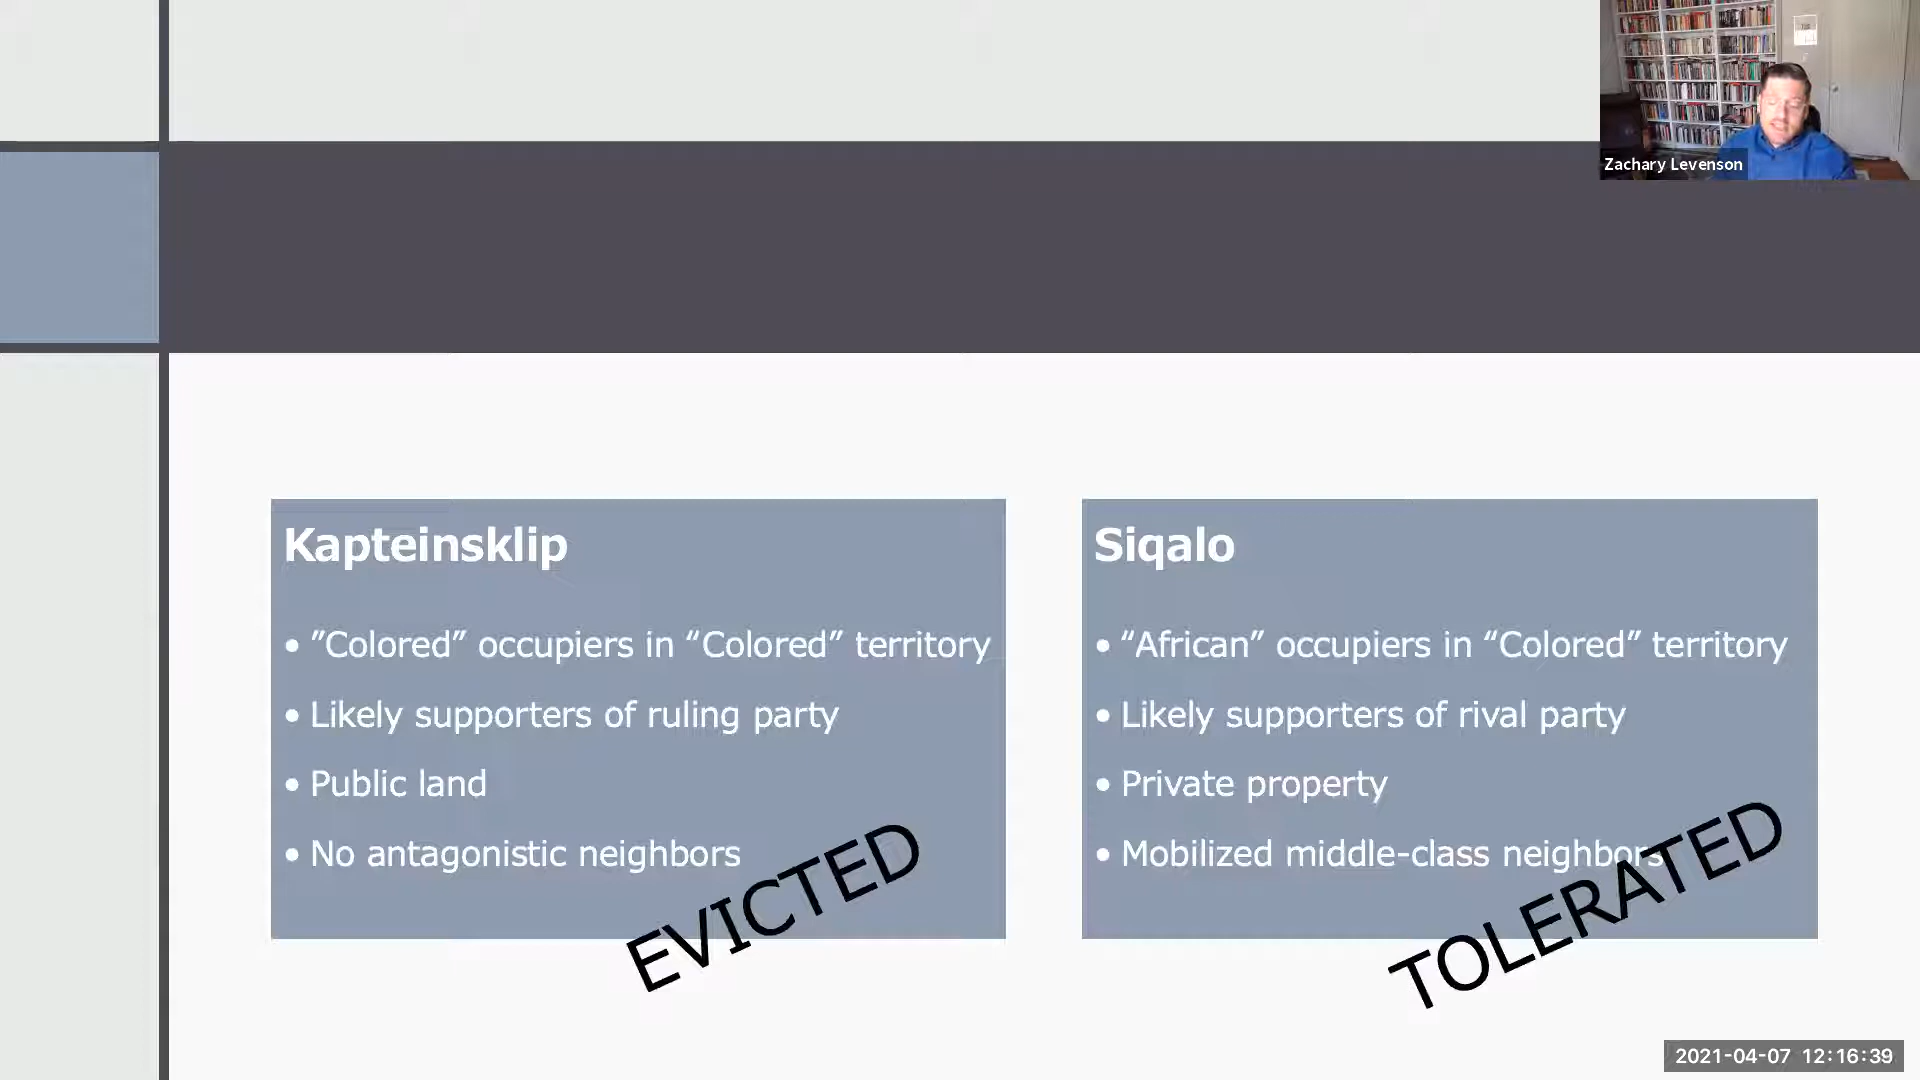 Zachary Levenson
Kapteinsklip
• ”Colored” occupiers in “Colored” territory
• Likely supporters of ruling party
• Public land
• No antagonistic neighbors
EVICTED
Siqalo
• “African” occupiers in “Colored” territory
• Likely supporters of rival party
• Private property
• Mobilized middle-class neighbors
TOLERATED
2021-04-07 12:16:39